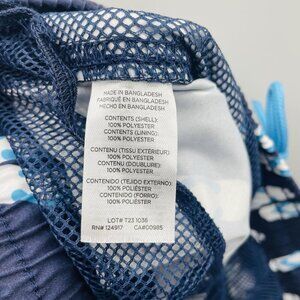 MADE IN BANGLADESH
FABRIQUÉ EN BANGLADESH
HECHO EN BANGLADESH
CONTENTS (SHELL):
100% POLYESTER
CONTENTS (LINING):
100% POLYESTER
CONTENU (TISSU EXTÉRIEUR):
100% POLYESTER
CONTENU (DOUBLURE):
100% POLYESTER
CONTENIDO (TEJIDO EXTERNO):
100% POLIÉSTER
CONTENIDO (FORRO):
100% POLIÉSTER
LOT# T23 1036
RN# 124917 CA#00985